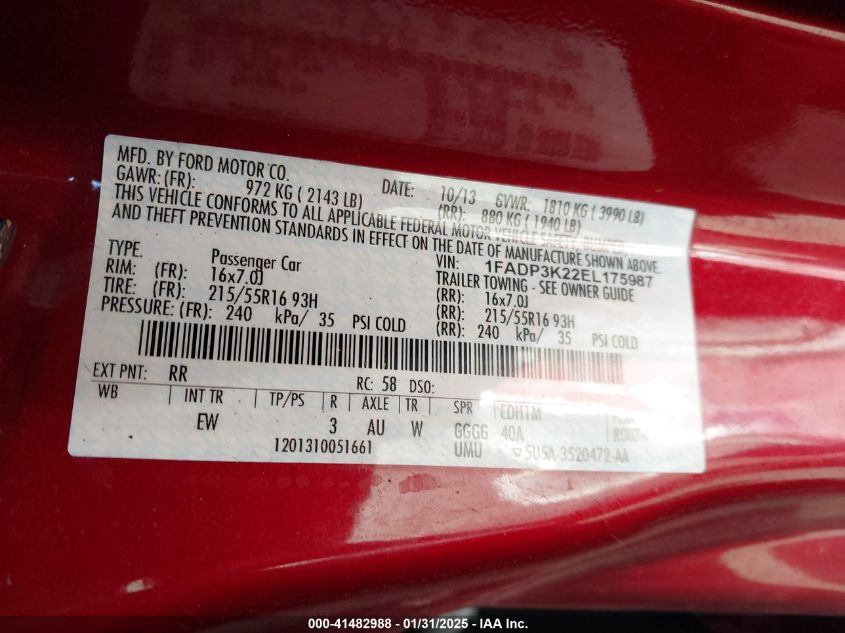 MFD. BY FORD MOTOR CO. DATE: 10/13 GVWR: 1810 KG ( 3990 LB)
GAWR: (FR): 972 KG ( 2143 LB) (RR): 880 KG ( 1940 LB)
THIS VEHICLE CONFORMS TO ALL APPLICABLE FEDERAL MOTOR VEHICLE SAFETY, BUMPER,
AND THEFT PREVENTION STANDARDS IN EFFECT ON THE DATE OF MANUFACTURE SHOWN ABOVE.
VIN: 1FADP3K22EL175987
TYPE: Passenger Car TRAILER TOWING - SEE OWNER GUIDE
RIM: (FR): 16x7.0J (RR): 16x7.0J
TIRE: (FR): 215/55R16 93H (RR): 215/55R16 93H
PRESSURE: (FR): 240 kPa/ 35 PSI COLD (RR): 240 kPa/ 35 PSI COLD
EXT PNT: RR RC: 58 DSO:
WB INT TR TP/PS R AXLE TR SPR EDH1M
EW 3 AU W GGGG 40A
1201310051661 UMU 5U5A-3520472-AA
000-41482988 - 01/31/2025 - IAA Inc.